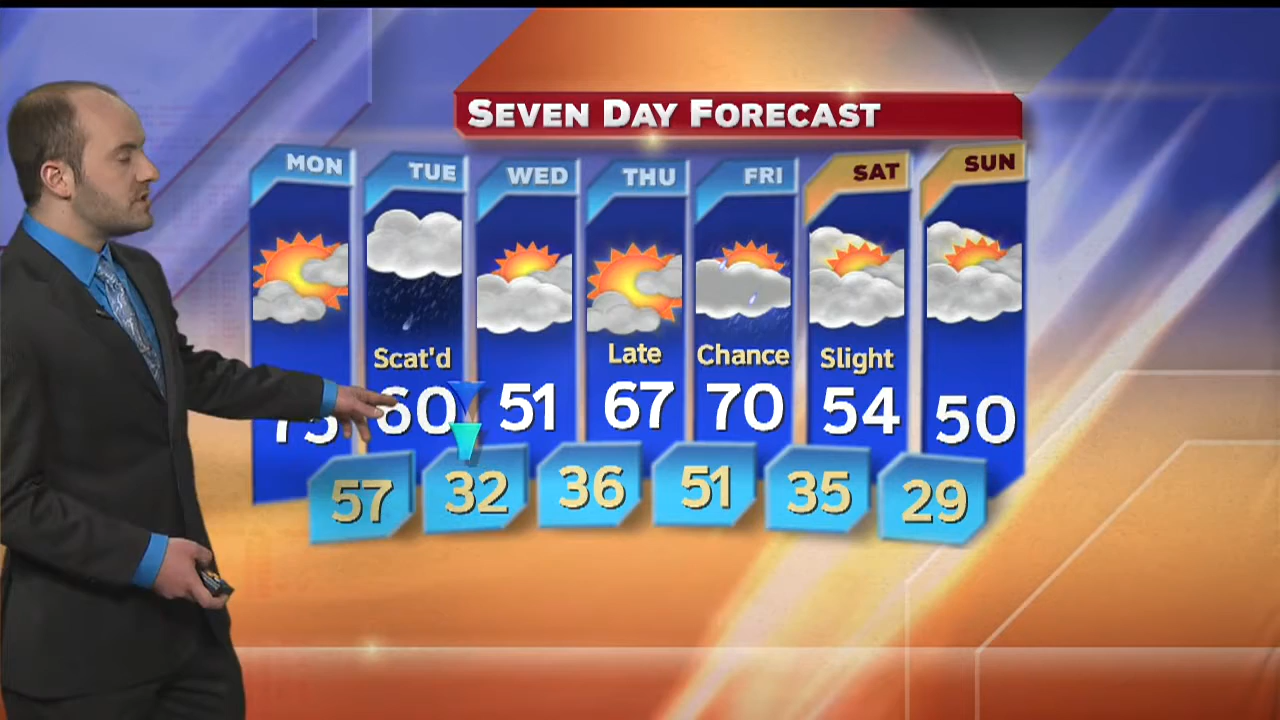 SEVEN DAY FORECAST
MON TUE WED THU FRI SAT SUN
Scat'd Late Chance Slight
60 51 67 70 54 50
57 32 36 51 35 29